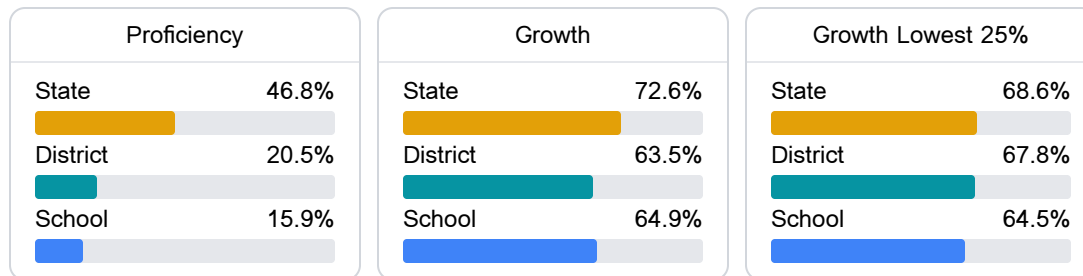 Proficiency
State 46.8%
District 20.5%
School 15.9%
Growth
State 72.6%
District 63.5%
School 64.9%
Growth Lowest 25%
State 68.6%
District 67.8%
School 64.5%